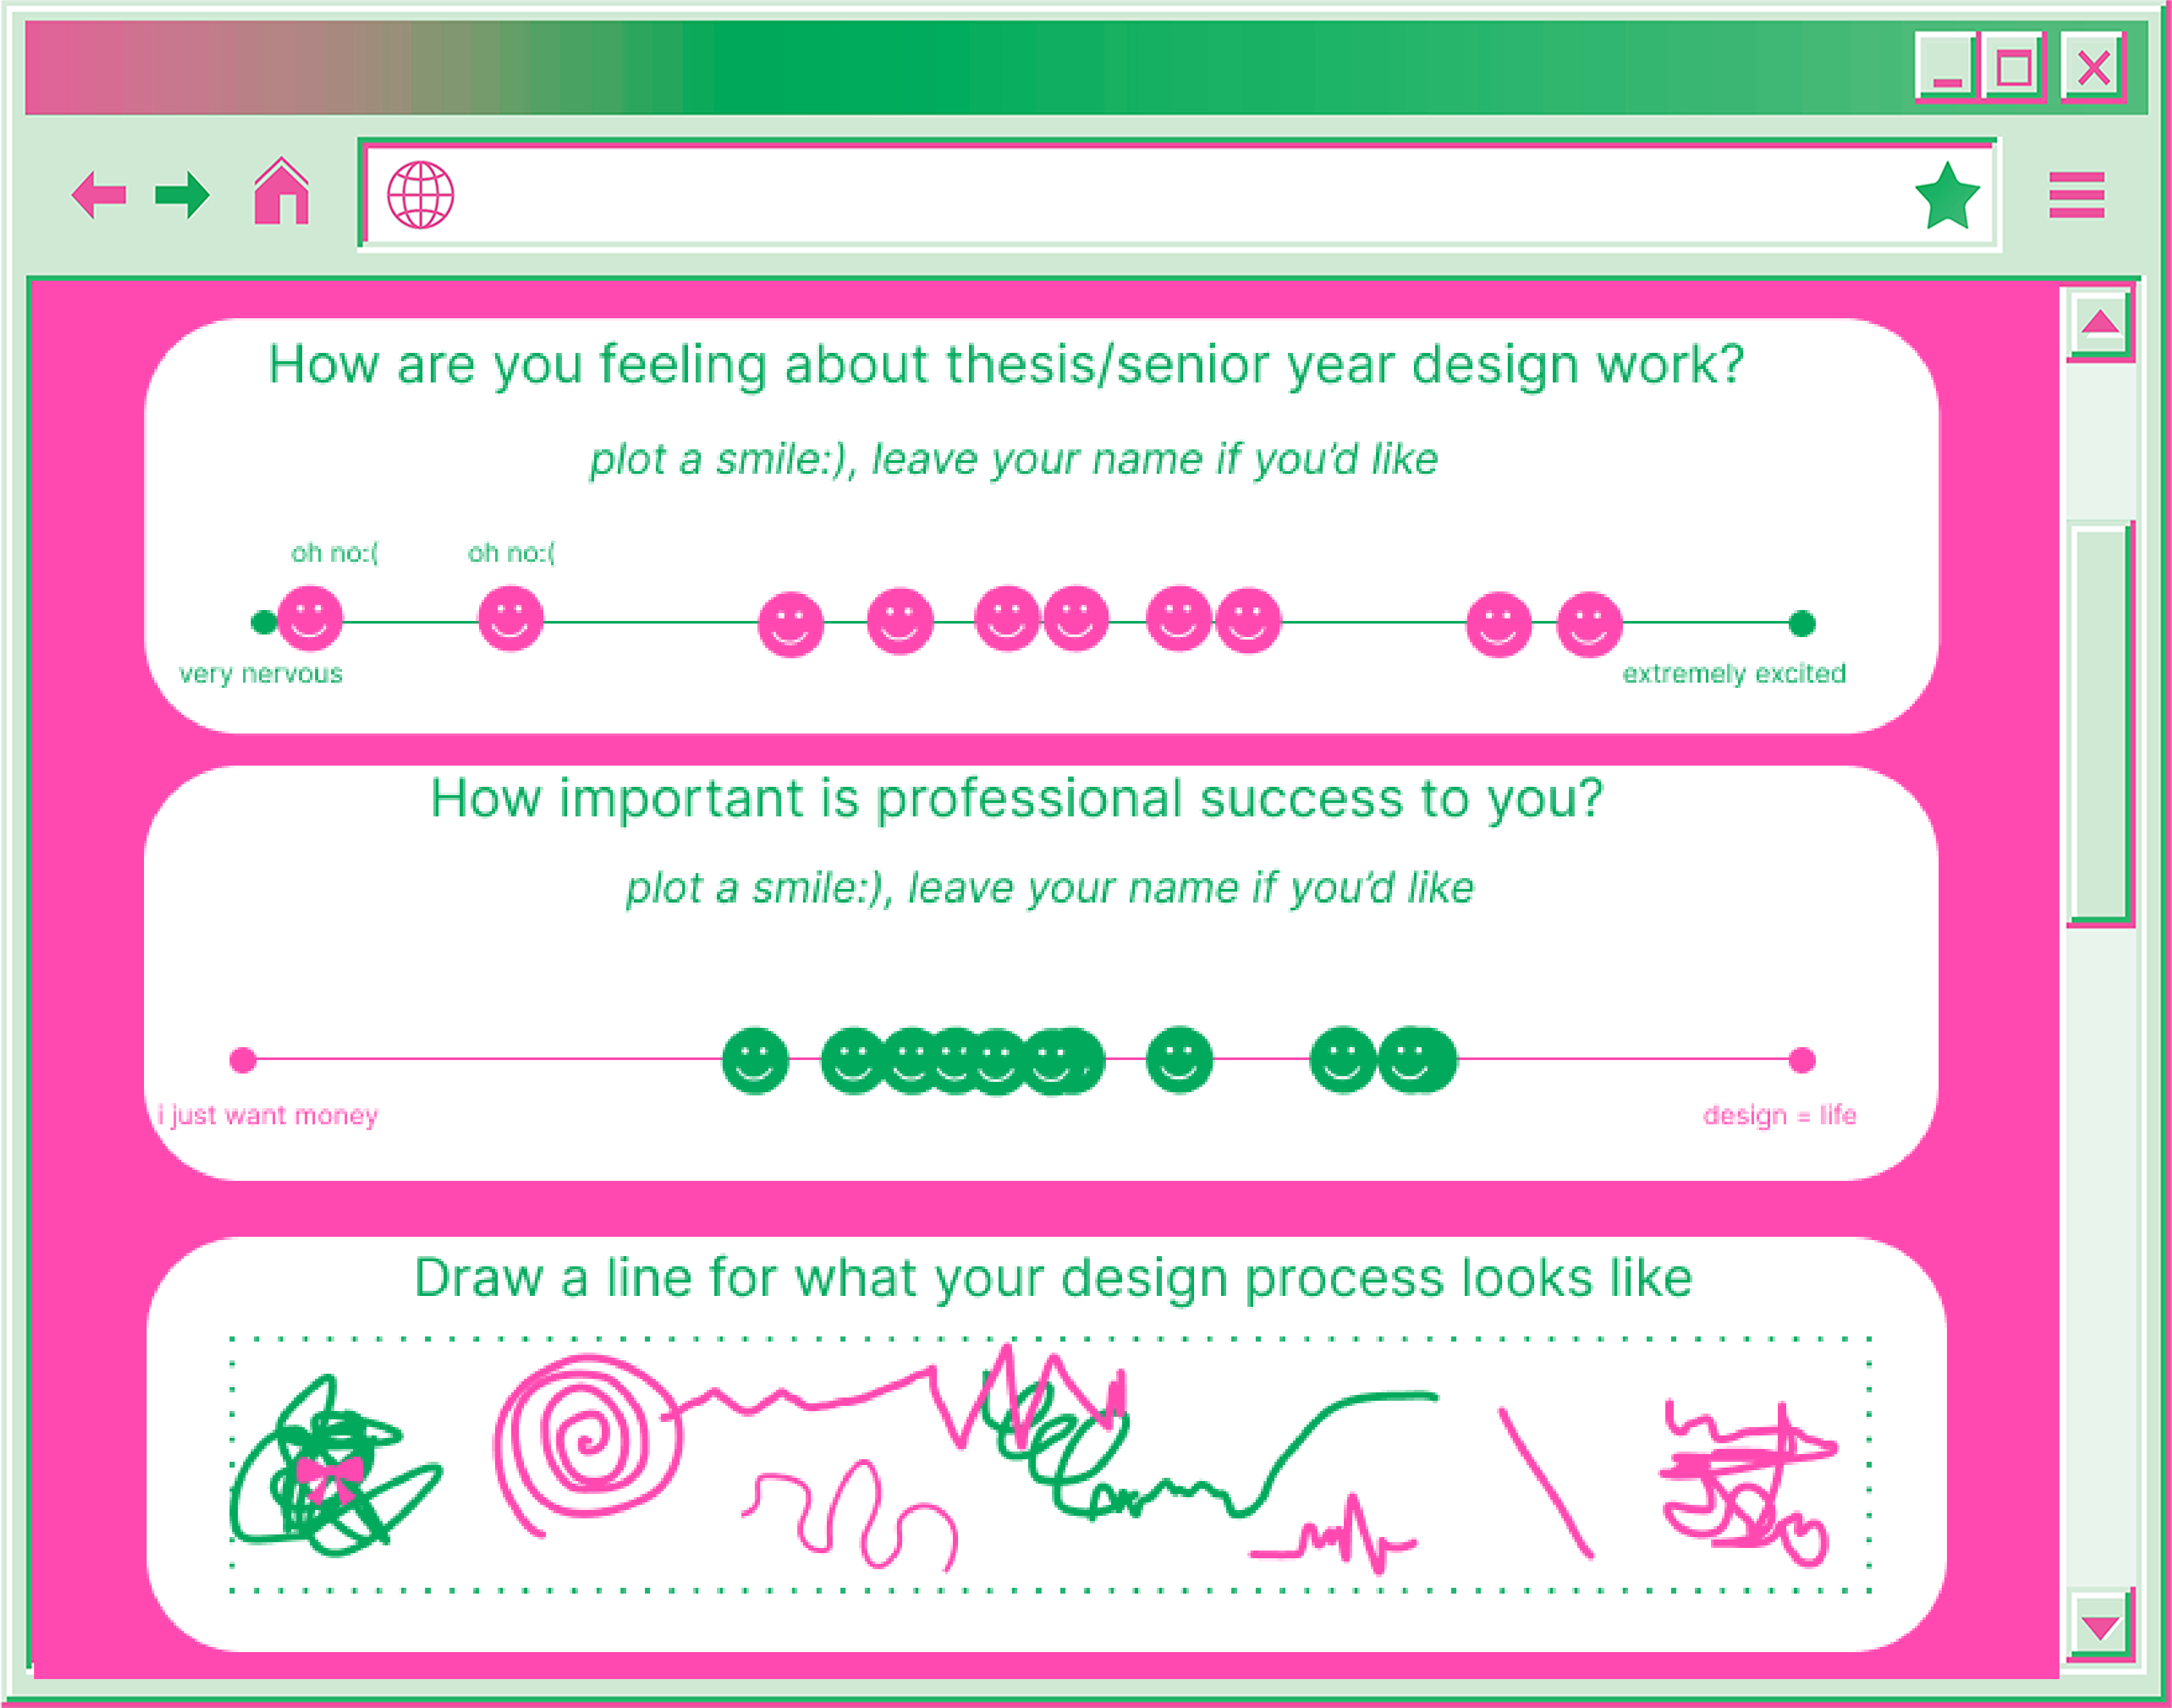 How are you feeling about thesis/senior year design work?
plot a smile:), leave your name if you’d like
oh no:( oh no:(
very nervous extremely excited
How important is professional success to you?
plot a smile:), leave your name if you’d like
i just want money design = life
Draw a line for what your design process looks like